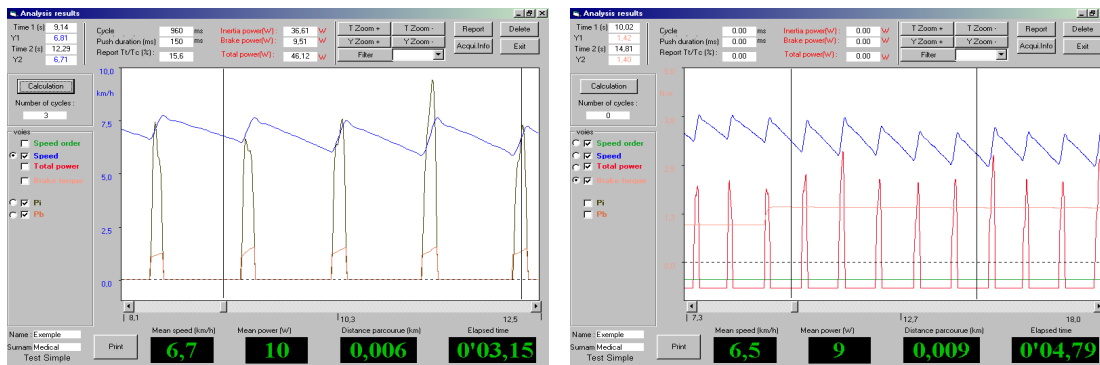 Analysis results
Time 1 (s) 9,14
Y1 6,81
Time 2 (s) 12,29
Y2 6,71
Cycle 960 ms
Push duration (ms) 150 ms
Report Tt/Tc (%) : 15.6
Inertia power(W) : 36,61 W
Brake power(W) : 9,51 W
Total power(W) : 46,12 W
T Zoom + T Zoom -
Y Zoom + Y Zoom -
Filter
Report Delete
Acqui.Info Exit
Calculation
Number of cycles :
3
voies
Speed order
Speed
Total power
Brake torque
Pi
Pb
10,0
km/h
7,5
5,0
2,5
0,0
8,1 10,3 12,5
Name : Exemple
Surnam Medical
Test Simple
Print
Mean speed (km/h) Mean power (W) Distance parcourue (km) Elapsed time
6,7 10 0,006 0'03,15
Analysis results
Time 1 (s) 10,02
Y1 1,42
Time 2 (s) 14,81
Y2 1,40
Cycle 0.00 ms
Push duration (ms) 0.00 ms
Report Tt/Tc (%) : 0.00
Inertia power(W) : 0.00 W
Brake power(W) : 0.00 W
Total power(W) : 0.00 W
T Zoom + T Zoom -
Y Zoom + Y Zoom -
Filter
Report Delete
Acqui.Info Exit
Calculation
Number of cycles :
0
voies
Speed order
Speed
Total power
Brake torque
Pi
Pb
7,3 12,7 18,0
Name : Exemple
Surnam Medical
Test Simple
Print
Mean speed (km/h) Mean power (W) Distance parcourue (km) Elapsed time
6,5 9 0,009 0'04,79